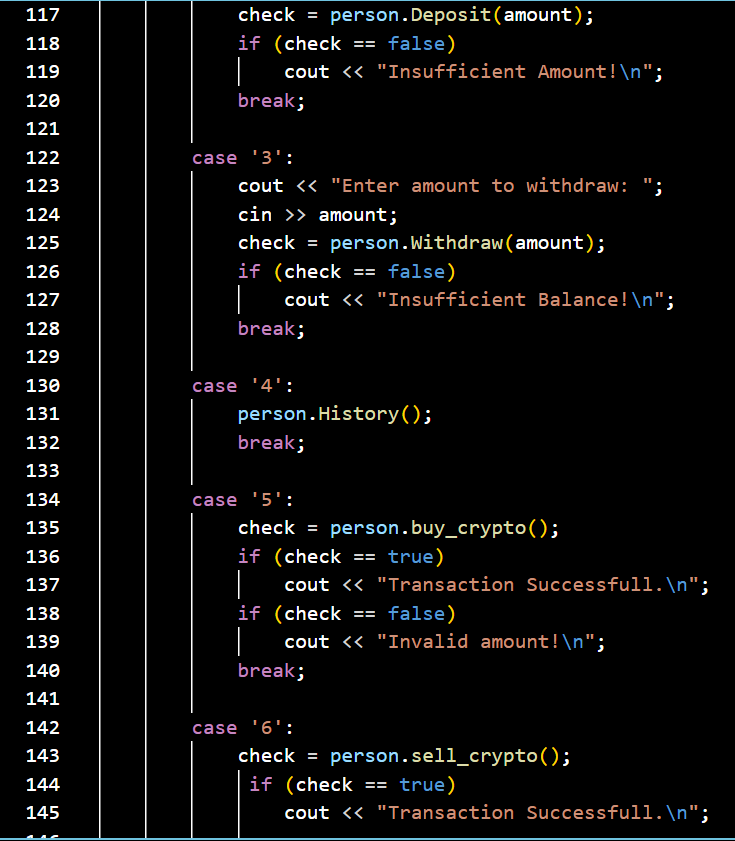 117 check = person.Deposit(amount);
118 if (check == false)
119 cout << "Insufficient Amount!\n";
120 break;
121
122 case '3':
123 cout << "Enter amount to withdraw: ";
124 cin >> amount;
125 check = person.Withdraw(amount);
126 if (check == false)
127 cout << "Insufficient Balance!\n";
128 break;
129
130 case '4':
131 person.History();
132 break;
133
134 case '5':
135 check = person.buy_crypto();
136 if (check == true)
137 cout << "Transaction Successfull.\n";
138 if (check == false)
139 cout << "Invalid amount!\n";
140 break;
141
142 case '6':
143 check = person.sell_crypto();
144 if (check == true)
145 cout << "Transaction Successfull.\n";